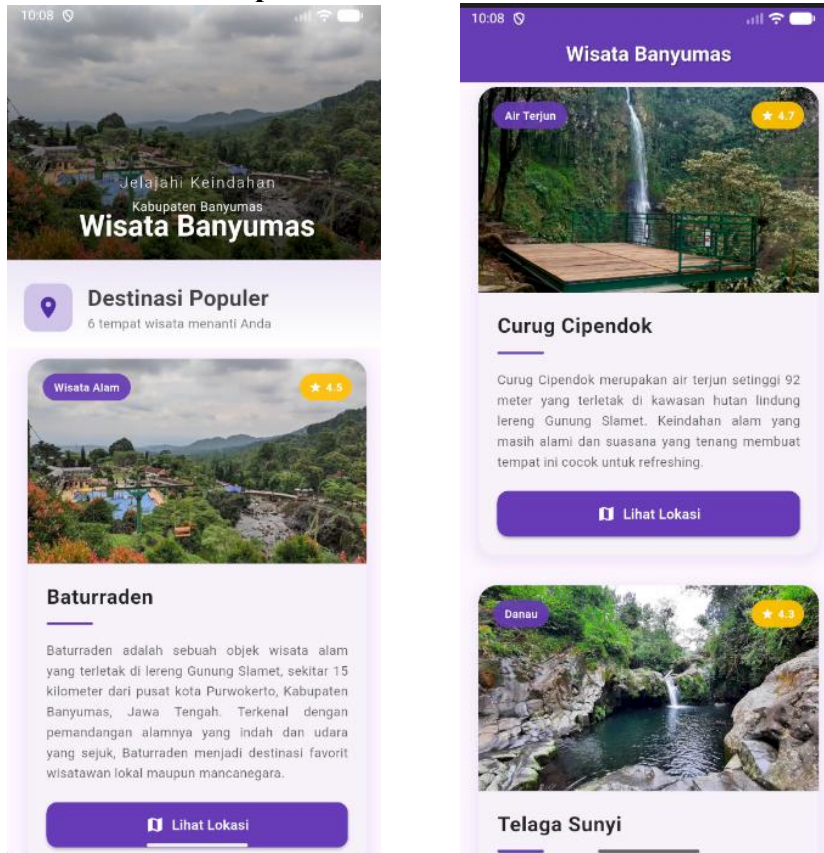 10:08
Jelajahi Keindahan
Kabupaten Banyumas
Wisata Banyumas
Destinasi Populer
6 tempat wisata menanti Anda
Wisata Alam
★ 4.5
Baturraden
Baturraden adalah sebuah objek wisata alam
yang terletak di lereng Gunung Slamet, sekitar 15
kilometer dari pusat kota Purwokerto, Kabupaten
Banyumas, Jawa Tengah. Terkenal dengan
pemandangan alamnya yang indah dan udara
yang sejuk, Baturraden menjadi destinasi favorit
wisatawan lokal maupun mancanegara.
Lihat Lokasi
10:08
Wisata Banyumas
Air Terjun
★ 4.7
Curug Cipendok
Curug Cipendok merupakan air terjun setinggi 92
meter yang terletak di kawasan hutan lindung
lereng Gunung Slamet. Keindahan alam yang
masih alami dan suasana yang tenang membuat
tempat ini cocok untuk refreshing.
Lihat Lokasi
Danau
★ 4.3
Telaga Sunyi